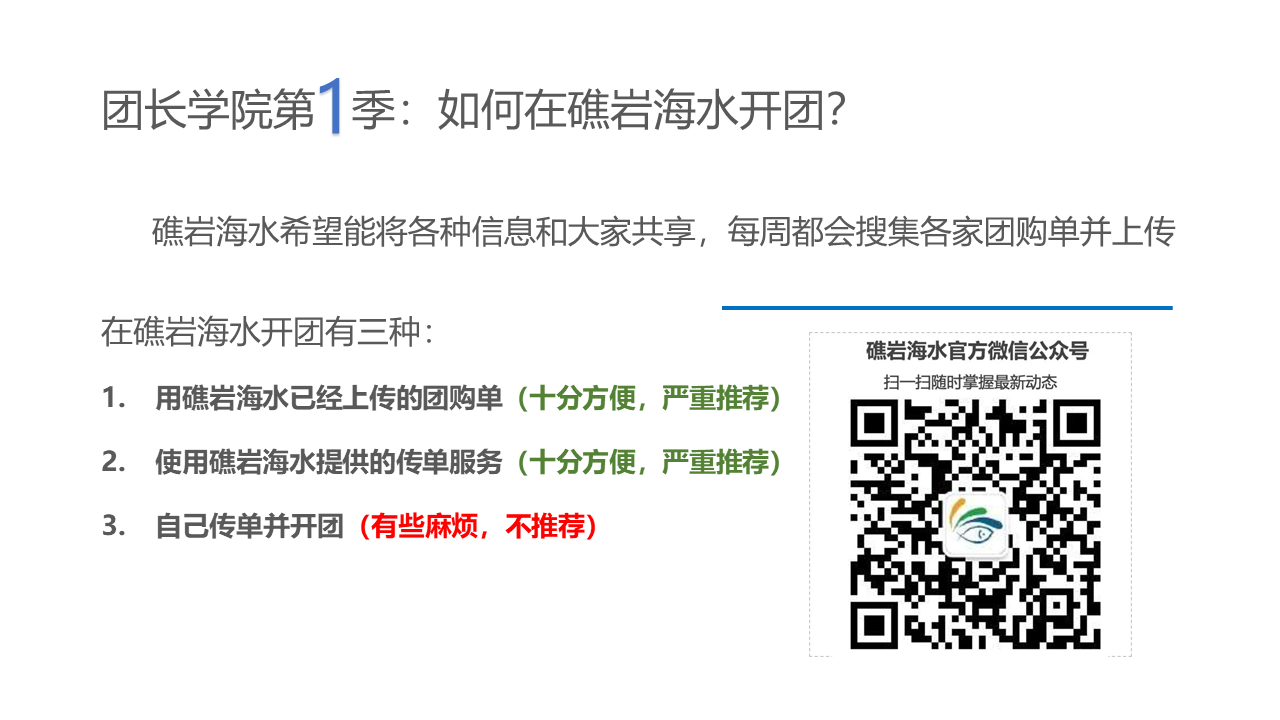 团长学院第1季：如何在礁岩海水开团？
礁岩海水希望能将各种信息和大家共享，每周都会搜集各家团购单并上传
在礁岩海水开团有三种：
1. 用礁岩海水已经上传的团购单（十分方便，严重推荐）
2. 使用礁岩海水提供的传单服务（十分方便，严重推荐）
3. 自己传单并开团（有些麻烦，不推荐）
礁岩海水官方微信公众号
扫一扫随时掌握最新动态